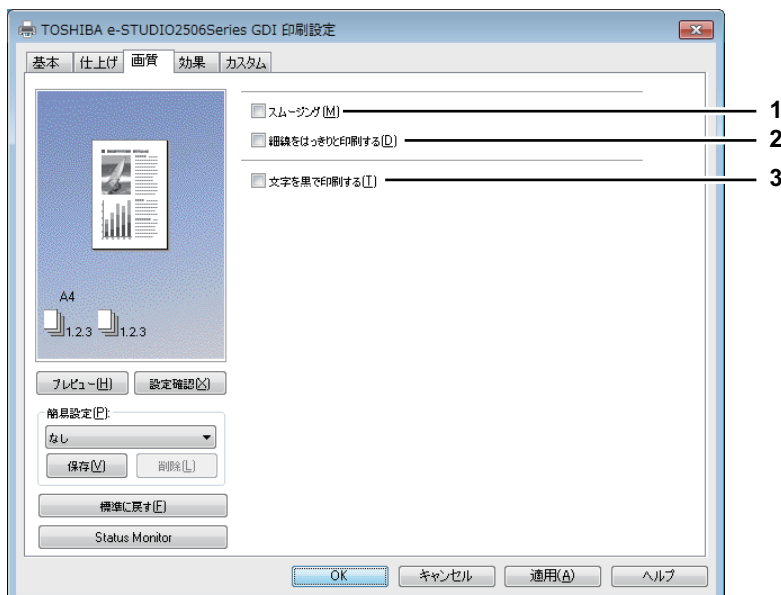 TOSHIBA e-STUDIO2506Series GDI 印刷設定
基本 仕上げ 画質 効果 カスタム
スムージング(M) 1
細線をはっきりと印刷する(D) 2
文字を黒で印刷する(T) 3
A4
1.2.3 1.2.3
プレビュー(H) 設定確認(X)
簡易設定(P):
なし
保存(V) 削除(L)
標準に戻す(F)
Status Monitor
OK キャンセル 適用(A) ヘルプ